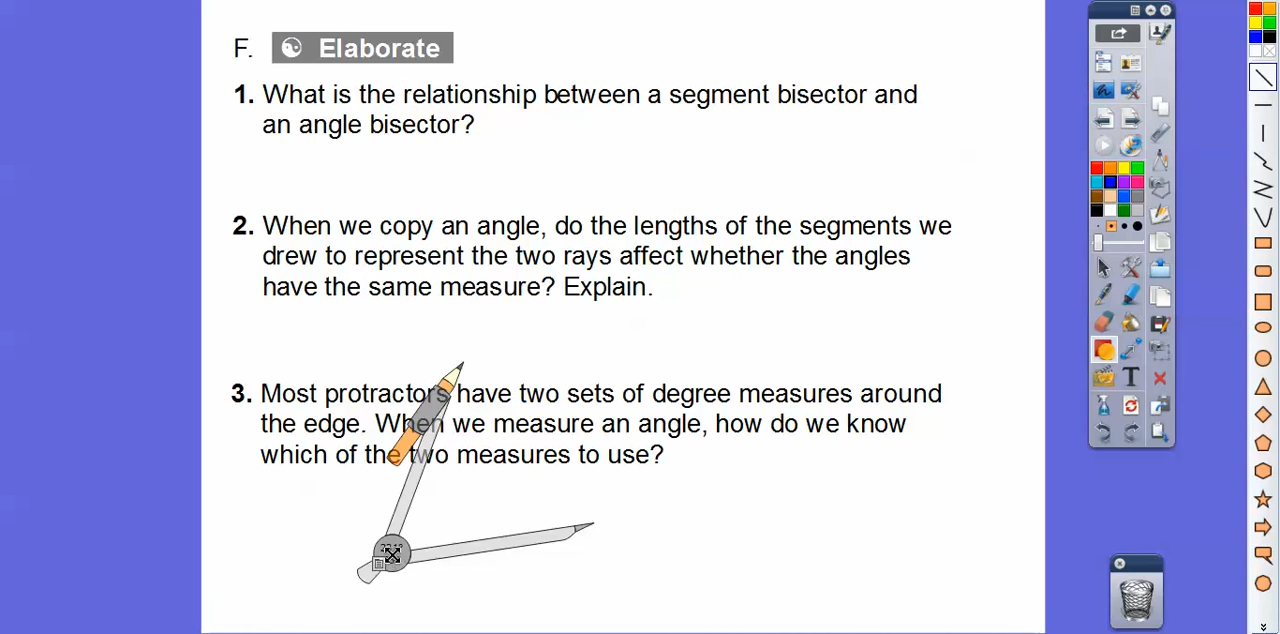 F. Elaborate
1. What is the relationship between a segment bisector and
an angle bisector?
2. When we copy an angle, do the lengths of the segments we
drew to represent the two rays affect whether the angles
have the same measure? Explain.
3. Most protractors have two sets of degree measures around
the edge. When we measure an angle, how do we know
which of the two measures to use?